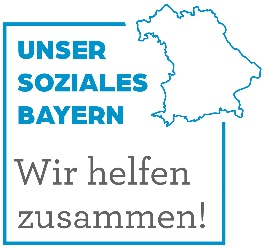 UNSER
SOZIALES
BAYERN
Wir helfen
zusammen!